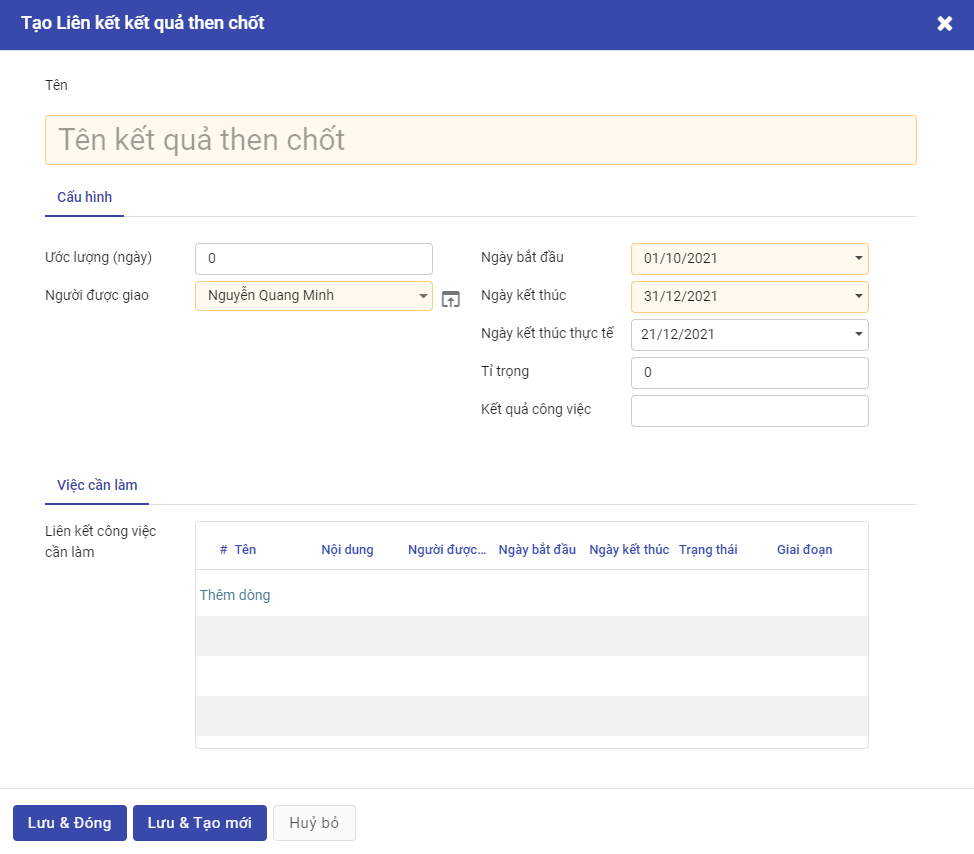 Tạo Liên kết kết quả then chốt
Tên
Tên kết quả then chốt
Cấu hình
Ước lượng (ngày) 0
Người được giao Nguyễn Quang Minh
Ngày bắt đầu 01/10/2021
Ngày kết thúc 31/12/2021
Ngày kết thúc thực tế 21/12/2021
Tỉ trọng 0
Kết quả công việc
Việc cần làm
Liên kết công việc
cần làm
# Tên Nội dung Người được... Ngày bắt đầu Ngày kết thúc Trạng thái Giai đoạn
Thêm dòng
Lưu & Đóng Lưu & Tạo mới Huỷ bỏ